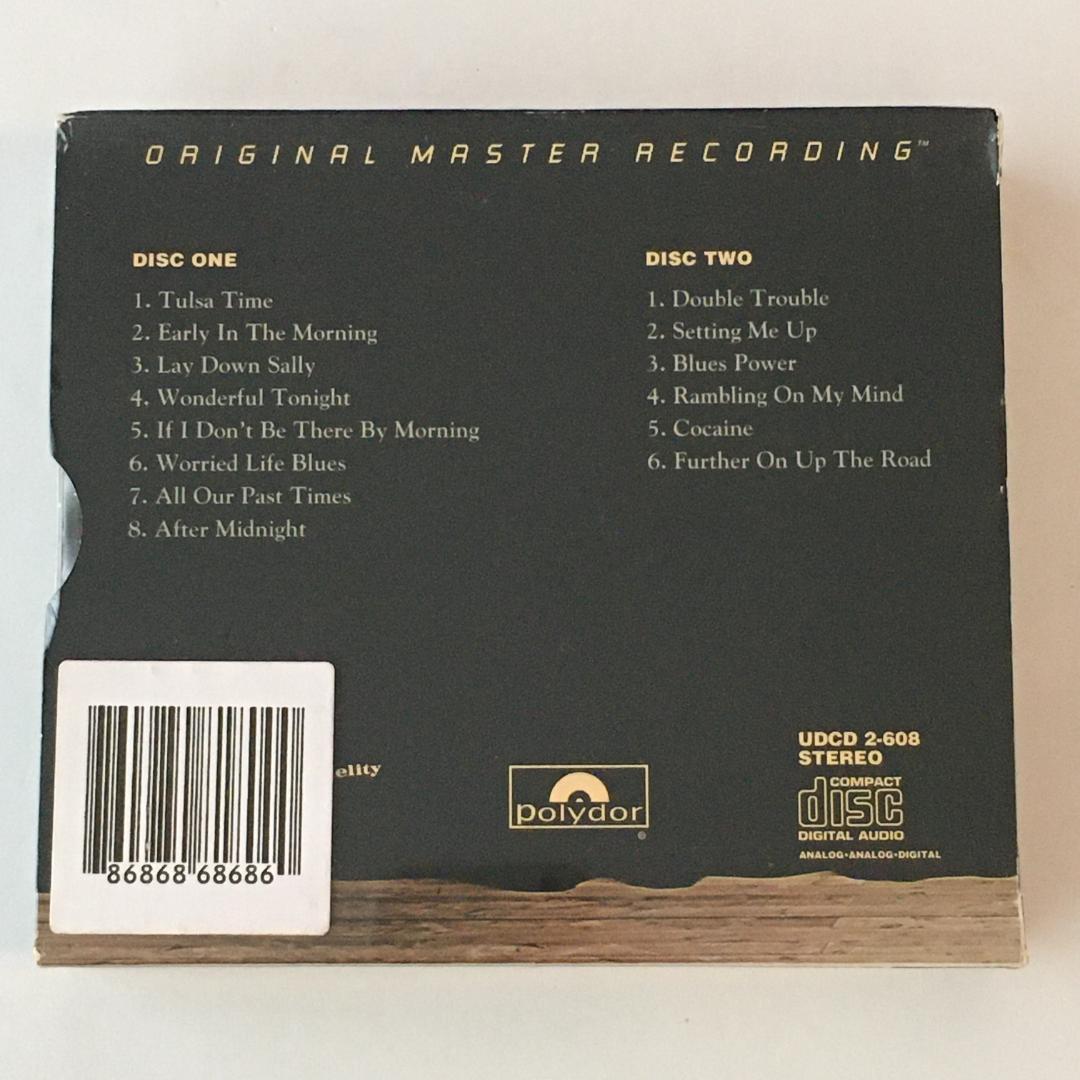 ORIGINAL MASTER RECORDING™
DISC ONE
1. Tulsa Time
2. Early In The Morning
3. Lay Down Sally
4. Wonderful Tonight
5. If I Don't Be There By Morning
6. Worried Life Blues
7. All Our Past Times
8. After Midnight
DISC TWO
1. Double Trouble
2. Setting Me Up
3. Blues Power
4. Rambling On My Mind
5. Cocaine
6. Further On Up The Road
86868 68686
elity
polydor
®
UDCD 2-608
STEREO
COMPACT
disc
DIGITAL AUDIO
ANALOG•ANALOG•DIGITAL